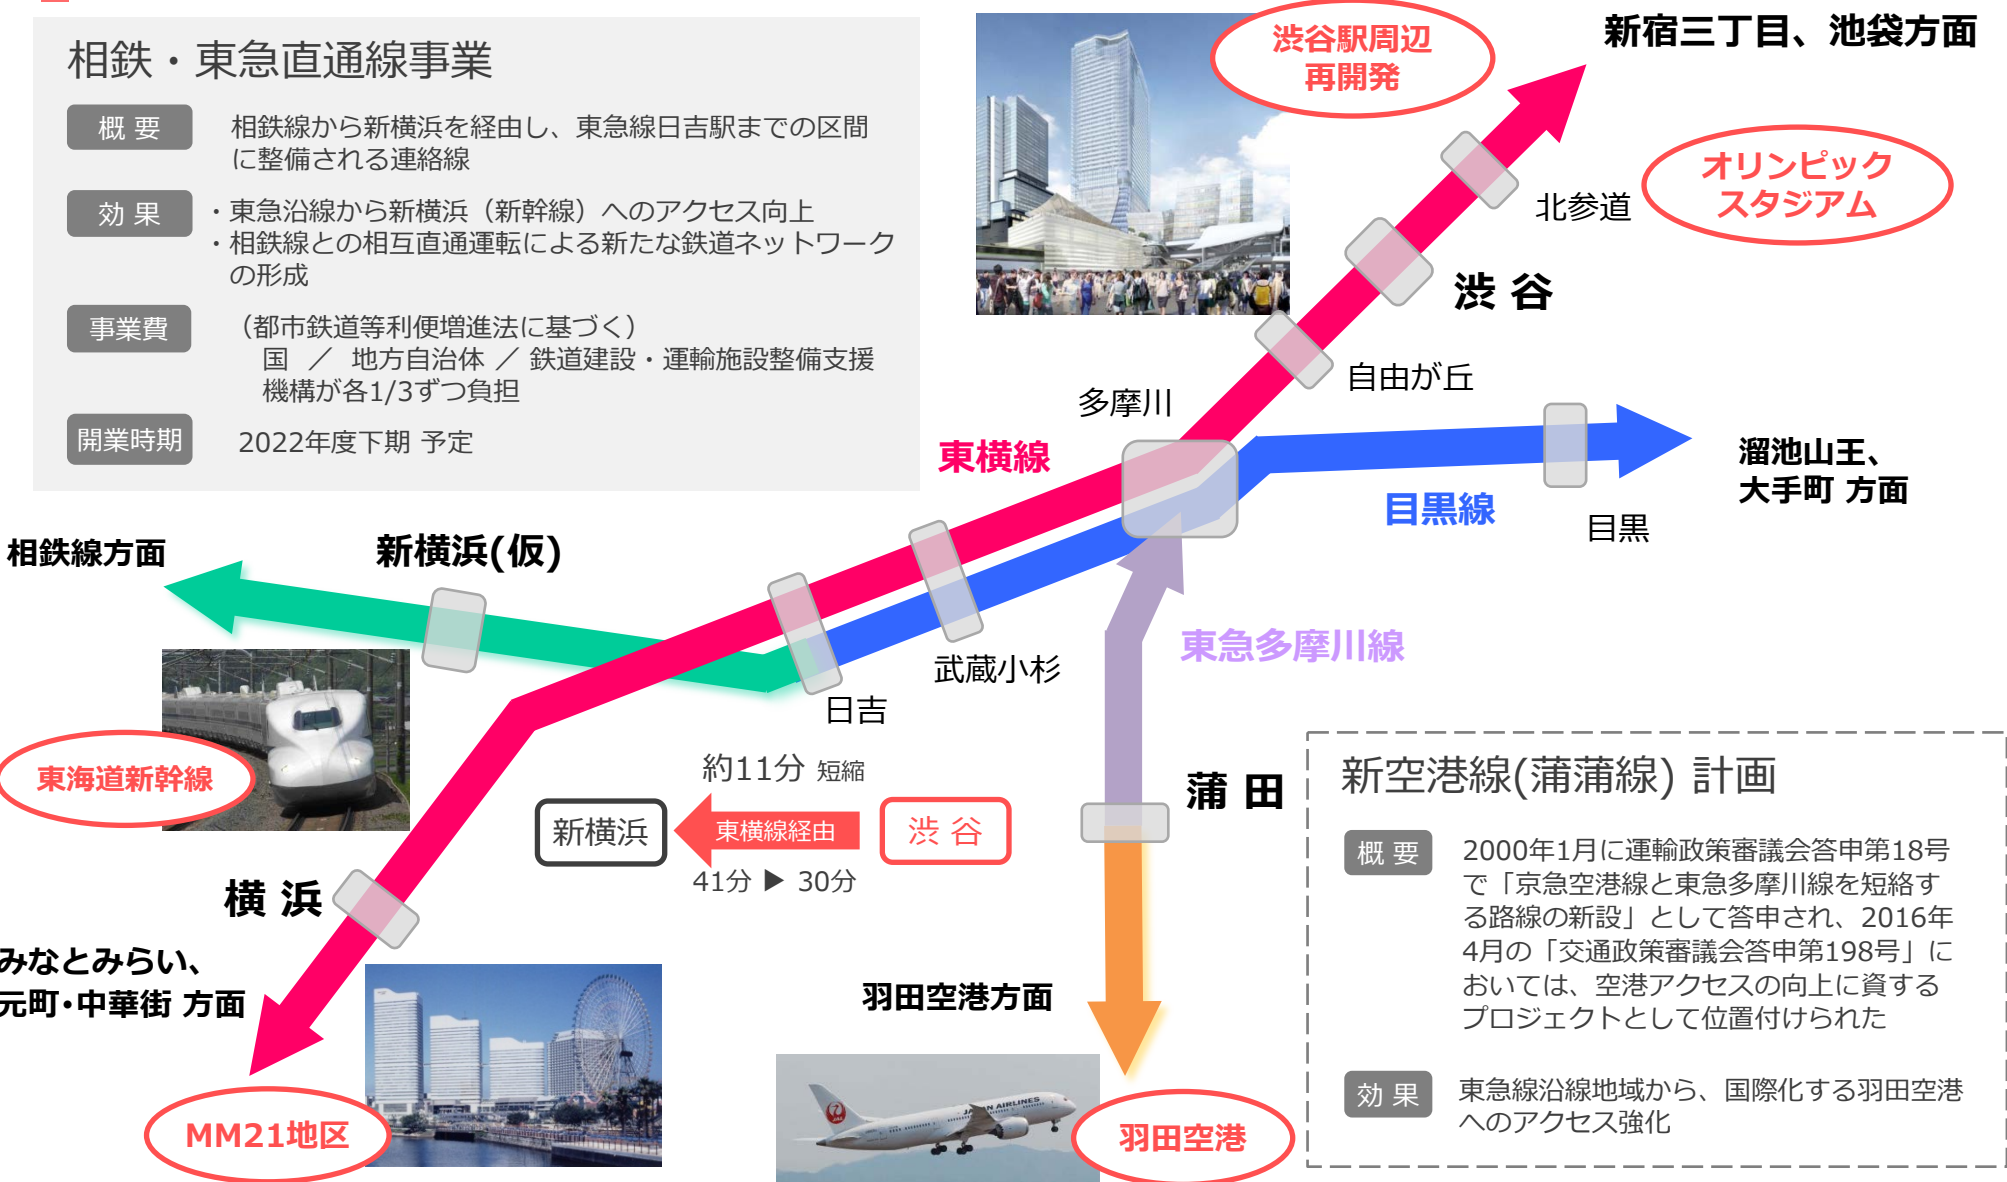 相鉄・東急直通線事業
概 要
相鉄線から新横浜を経由し、東急線日吉駅までの区間
に整備される連絡線
効 果
・東急沿線から新横浜（新幹線）へのアクセス向上
・相鉄線との相互直通運転による新たな鉄道ネットワーク
の形成
事業費
（都市鉄道等利便増進法に基づく）
国 ／ 地方自治体 ／ 鉄道建設・運輸施設整備支援
機構が各1/3ずつ負担
開業時期
2022年度下期 予定
渋谷駅周辺
再開発
新宿三丁目、池袋方面
オリンピック
スタジアム
北参道
渋 谷
自由が丘
多摩川
東横線
目黒線
目黒
溜池山王、
大手町 方面
相鉄線方面
新横浜(仮)
武蔵小杉
日吉
東急多摩川線
東海道新幹線
約11分 短縮
新横浜
東横線経由
渋 谷
41分 ▶ 30分
蒲 田
横 浜
みなとみらい、
元町・中華街 方面
MM21地区
羽田空港方面
JAPAN AIRLINES
羽田空港
新空港線(蒲蒲線) 計画
概 要
2000年1月に運輸政策審議会答申第18号
で「京急空港線と東急多摩川線を短絡す
る路線の新設」として答申され、2016年
4月の「交通政策審議会答申第198号」に
おいては、空港アクセスの向上に資する
プロジェクトとして位置付けられた
効 果
東急線沿線地域から、国際化する羽田空港
へのアクセス強化